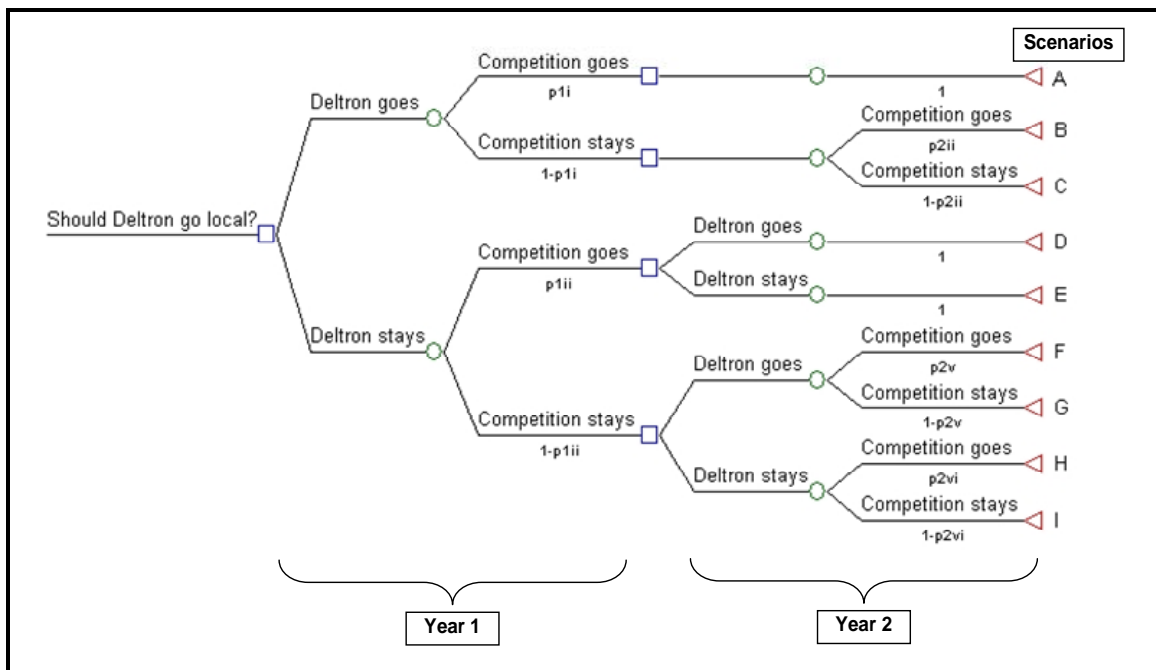 Scenarios
Competition goes
p1i
1
A
Deltron goes
Competition goes
p2ii
B
Competition stays
1-p1i
Competition stays
1-p2ii
C
Should Deltron go local?
Deltron goes
1
D
Competition goes
p1ii
Deltron stays
1
E
Deltron stays
Competition goes
p2v
F
Deltron goes
Competition stays
1-p2v
G
Competition stays
1-p1ii
Competition goes
p2vi
H
Deltron stays
Competition stays
1-p2vi
I
Year 1
Year 2